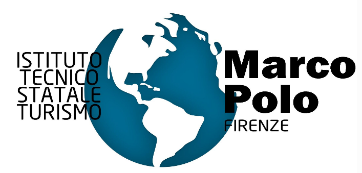 ISTITUTO
TECNICO
STATALE
TURISMO
Marco
Polo
FIRENZE